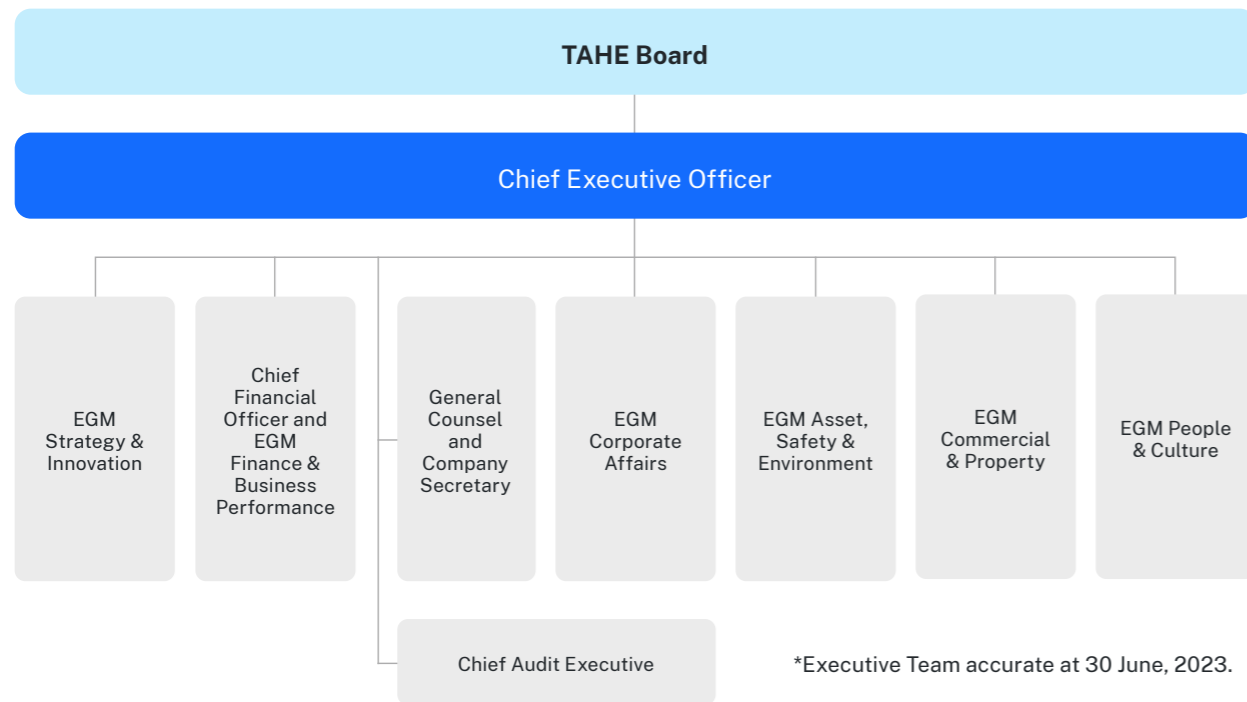 TAHE Board
Chief Executive Officer
EGM
Strategy &
Innovation
Chief
Financial
Officer and
EGM
Finance &
Business
Performance
General
Counsel
and
Company
Secretary
EGM
Corporate
Affairs
EGM Asset,
Safety &
Environment
EGM
Commercial
& Property
EGM People
& Culture
Chief Audit Executive
*Executive Team accurate at 30 June, 2023.